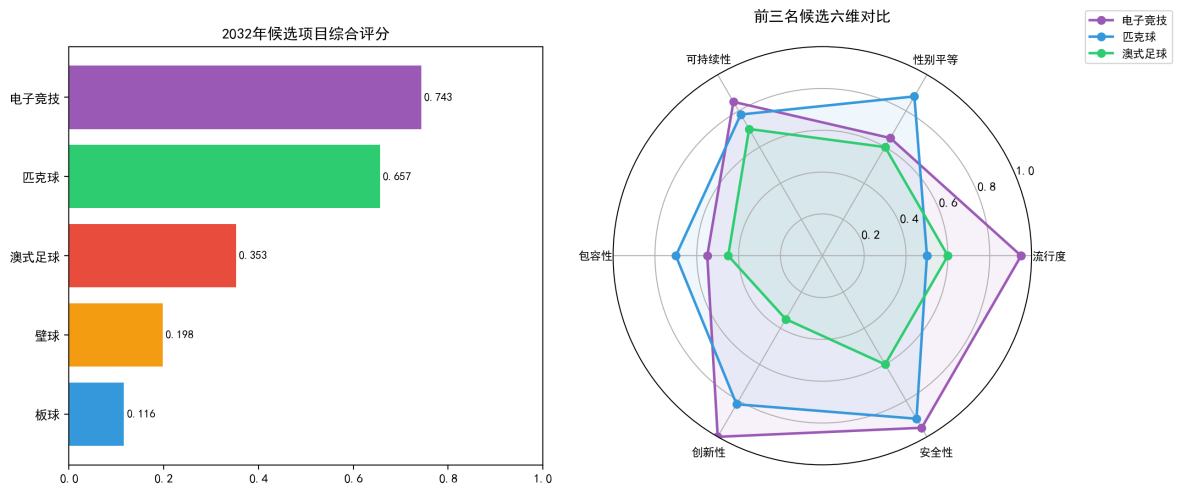 2032年候选项目综合评分
电子竞技
0.743
匹克球
0.657
澳式足球
0.353
壁球
0.198
板球
0.116
0.0 0.2 0.4 0.6 0.8 1.0
前三名候选六维对比
电子竞技
匹克球
澳式足球
可持续性
性别平等
包容性
流行度
创新性
安全性
0.2
0.4
0.6
0.8
1.0